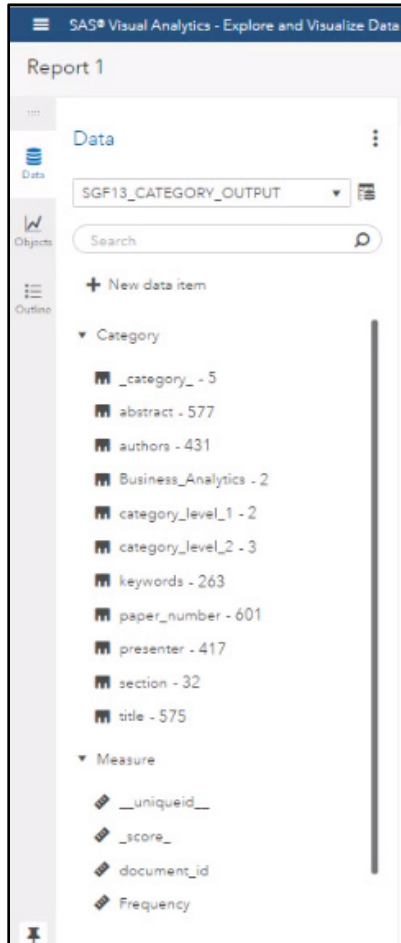 SAS® Visual Analytics - Explore and Visualize Data
Report 1
Data
Data
SGF13_CATEGORY_OUTPUT
Objects
Search
New data item
Outline
Category
_category_ - 5
abstract - 577
authors - 431
Business_Analytics - 2
category_level_1 - 2
category_level_2 - 3
keywords - 263
paper_number - 601
presenter - 417
section - 32
title - 575
Measure
__uniqueid__
_score_
document_id
Frequency